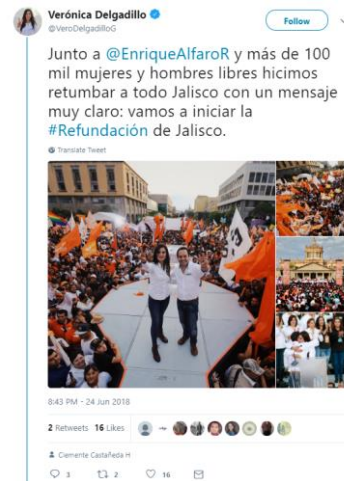 Verónica Delgadillo
@VeroDelgadilloG
Follow
Junto a @EnriqueAlfaroR y más de 100
mil mujeres y hombres libres hicimos
retumbar a todo Jalisco con un mensaje
muy claro: vamos a iniciar la
#Refundación de Jalisco.
Translate Tweet
8:43 PM - 24 Jun 2018
2 Retweets 16 Likes
Clemente Castañeda H
3 2 16